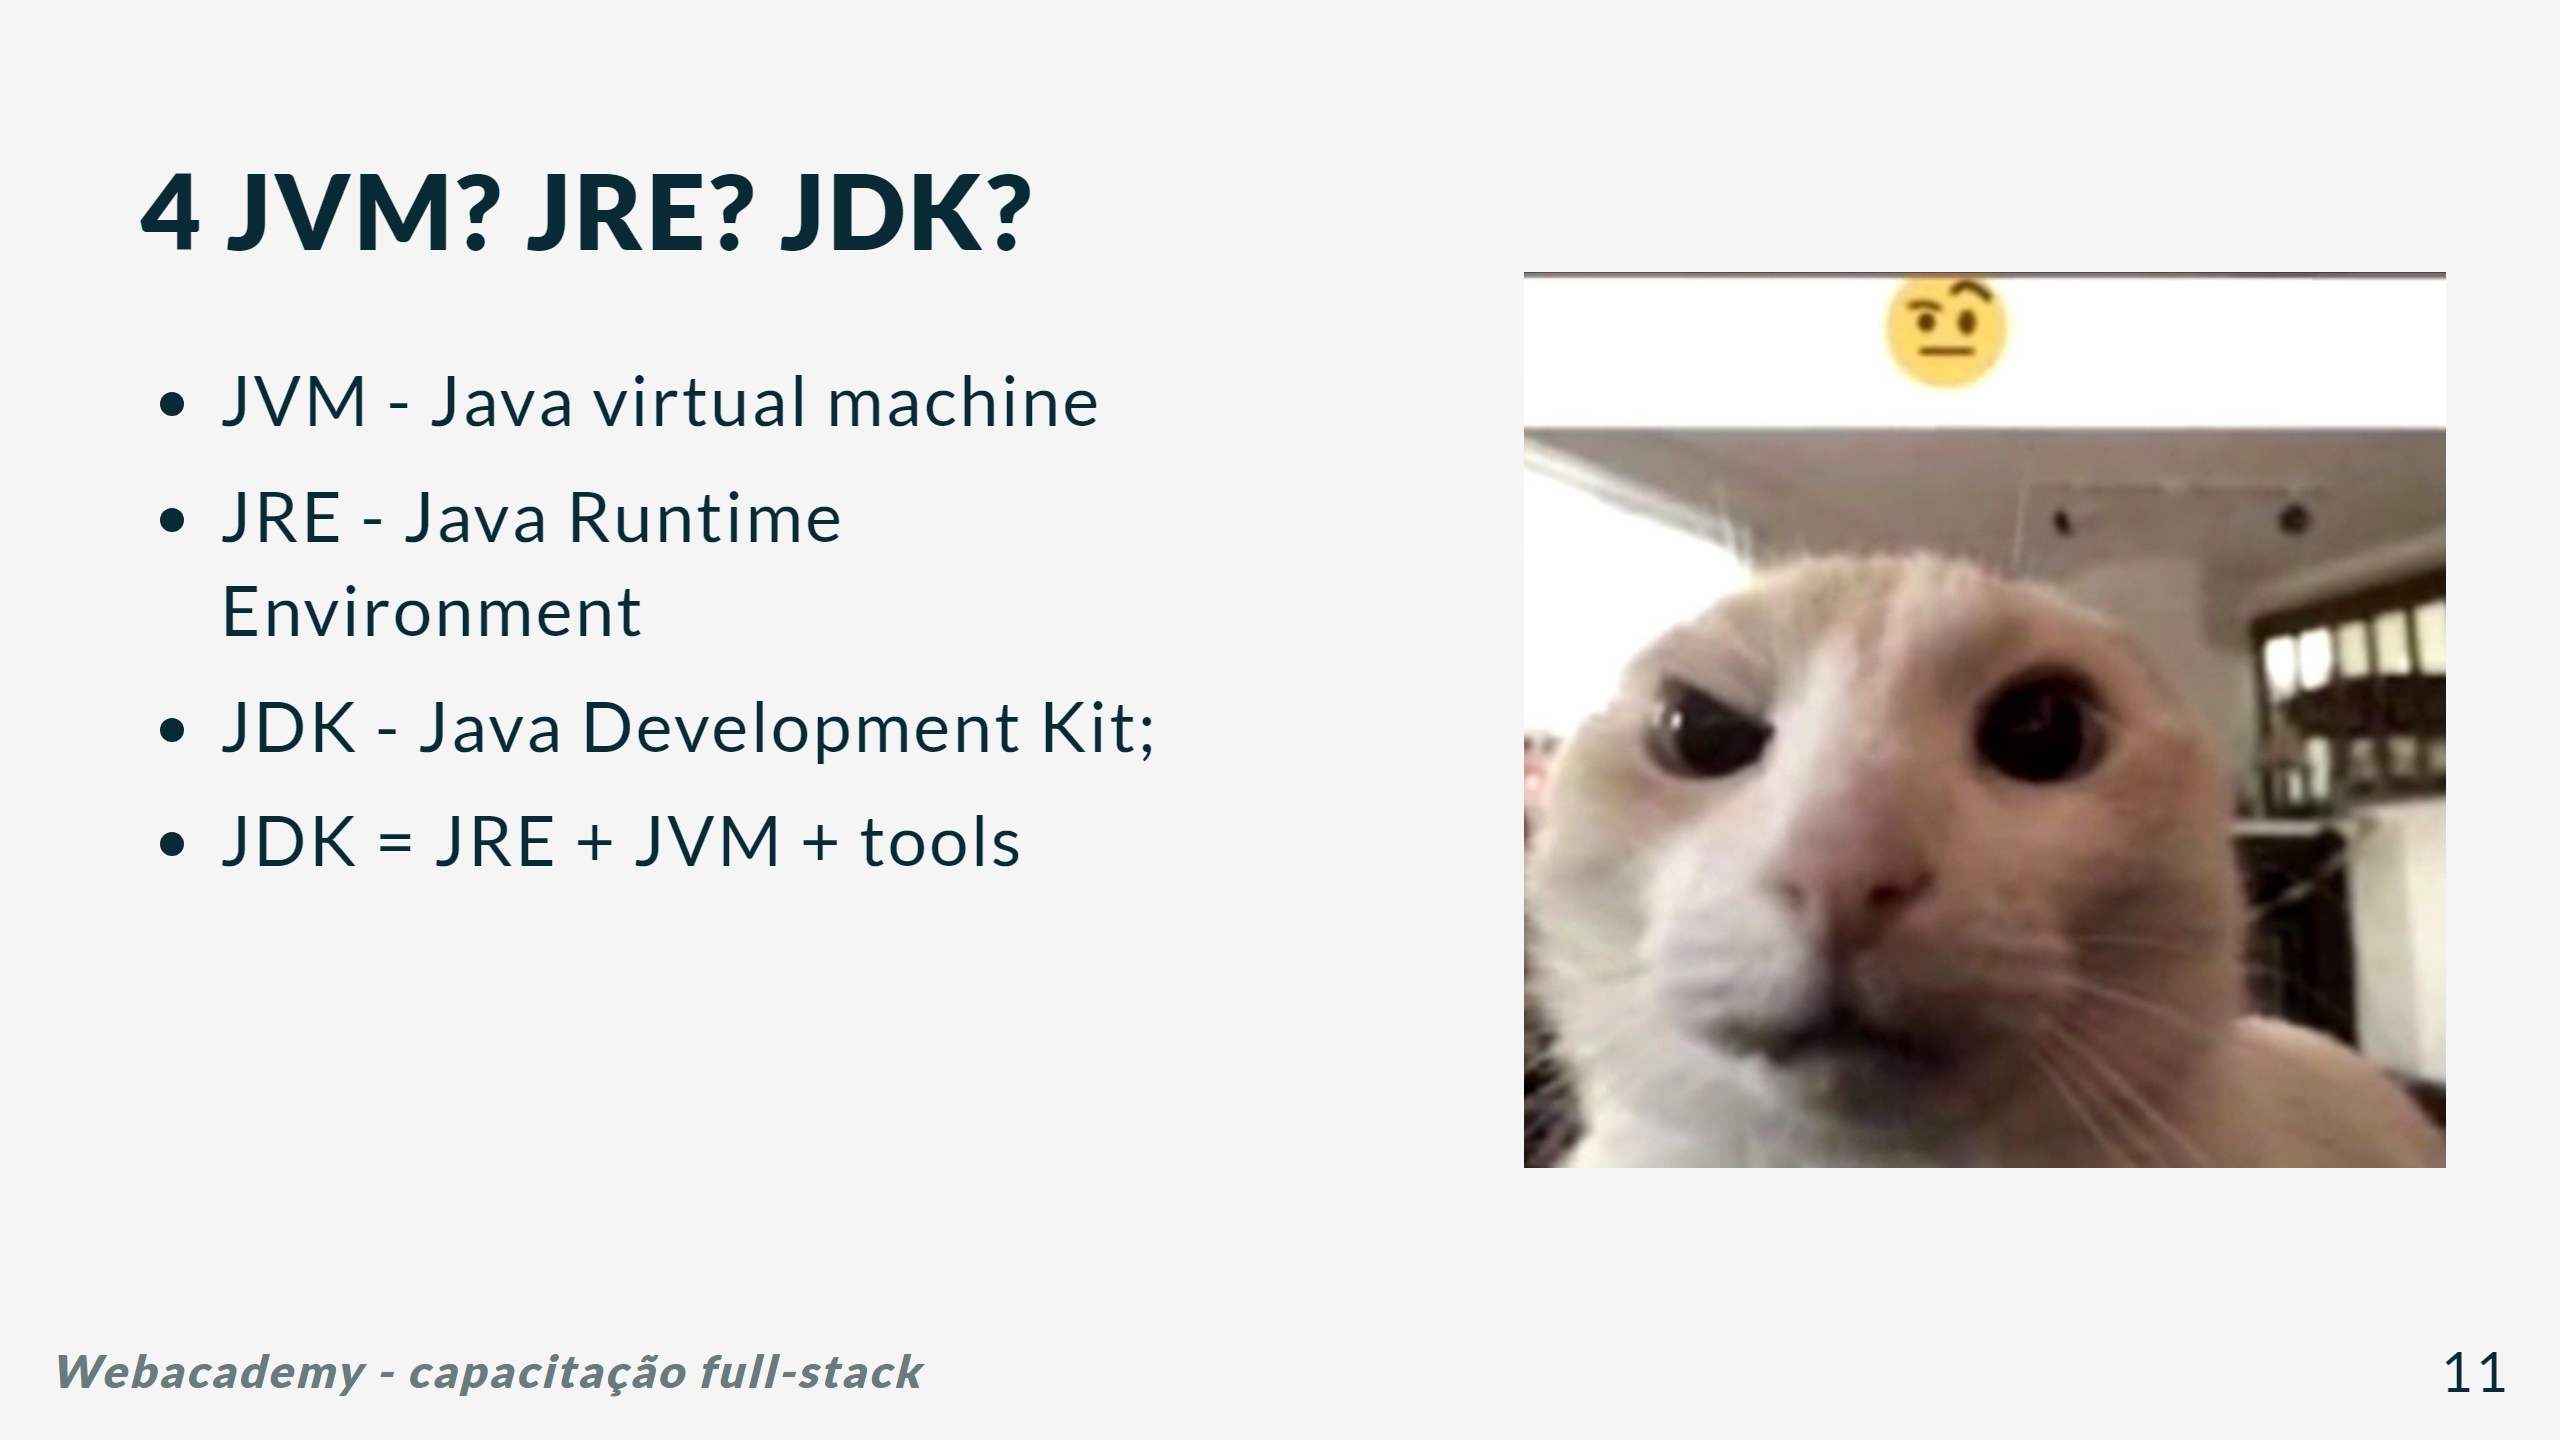 4 JVM? JRE? JDK?
JVM - Java virtual machine
JRE - Java Runtime
Environment
JDK - Java Development Kit;
JDK = JRE + JVM + tools
Webacademy - capacitação full-stack
11